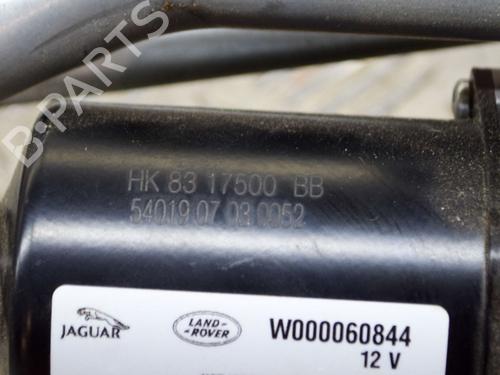 B-PARTS
HK 83 17500 BB
54019 07 03 0052
JAGUAR
LAND-
ROVER
W000060844
12 V